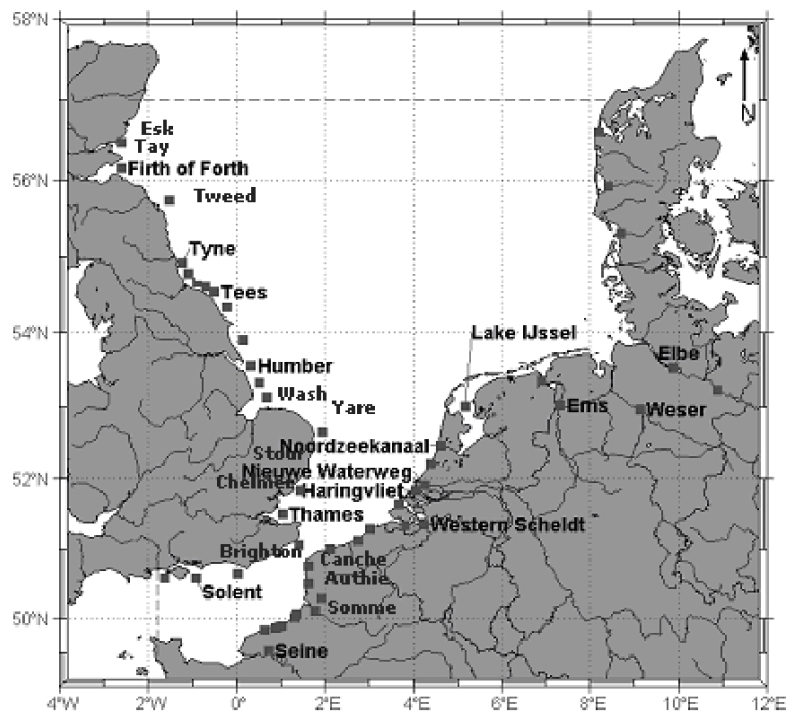 58°N
N
Esk
Tay
Firth of Forth
56°N
Tweed
Tyne
Tees
54°N
Lake IJssel
Elbe
Humber
Wash
Yare
Ems
Weser
Noordzeekanaal
Stour
52°N
Nieuwe Waterweg
Chelmer
Haringvliet
Thames
Western Scheldt
Brighton
Canche
Authie
Solent
Somme
50°N
Seine
4°W 2°W 0° 2°E 4°E 6°E 8°E 10°E 12°E